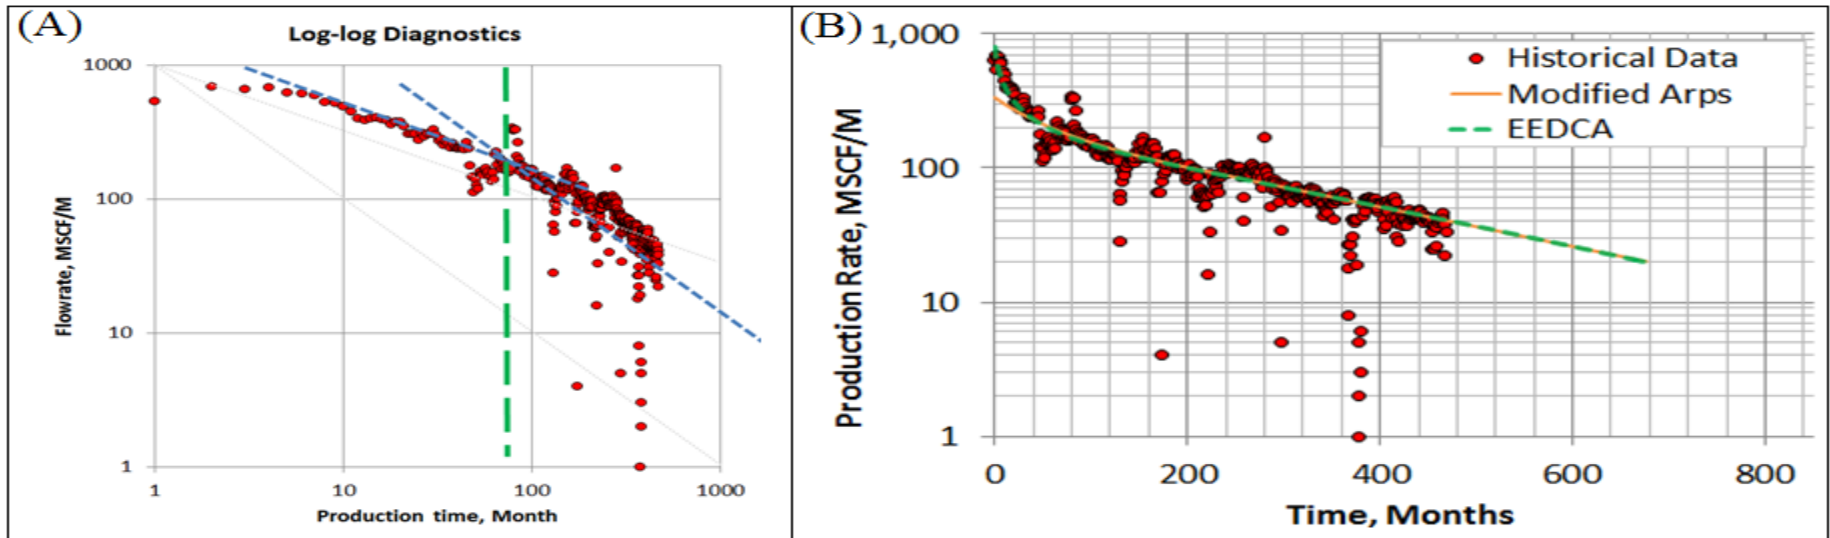 (A)
Log-log Diagnostics
1000
100
10
1
Flowrate, MSCF/M
1
10
100
1000
Production time, Month
(B)
1,000
100
10
1
Production Rate, MSCF/M
Historical Data
Modified Arps
EEDCA
0
200
400
600
800
Time, Months